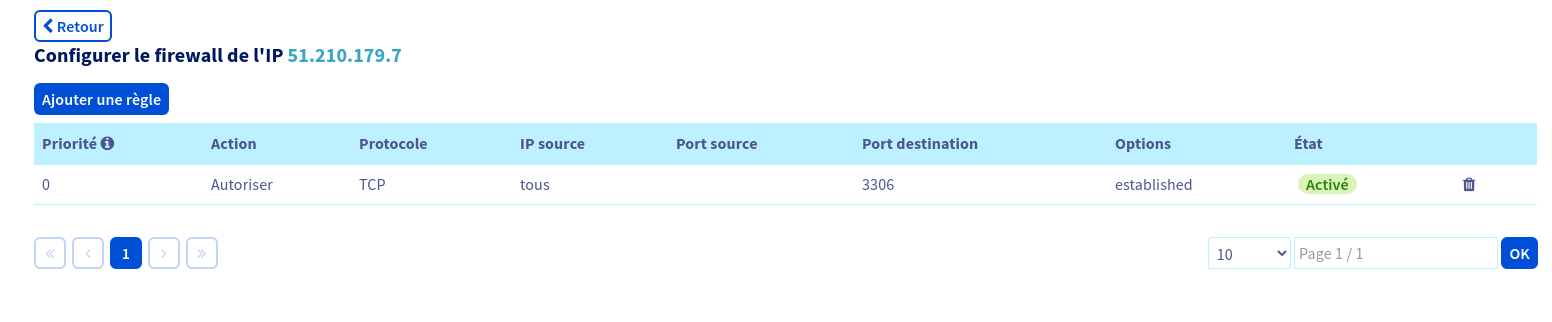 Retour
Configurer le firewall de l'IP 51.210.179.7
Ajouter une règle
Priorité Action Protocole IP source Port source Port destination Options État
0 Autoriser TCP tous 3306 established Activé
« ‹ 1 › » 10 Page 1 / 1 OK